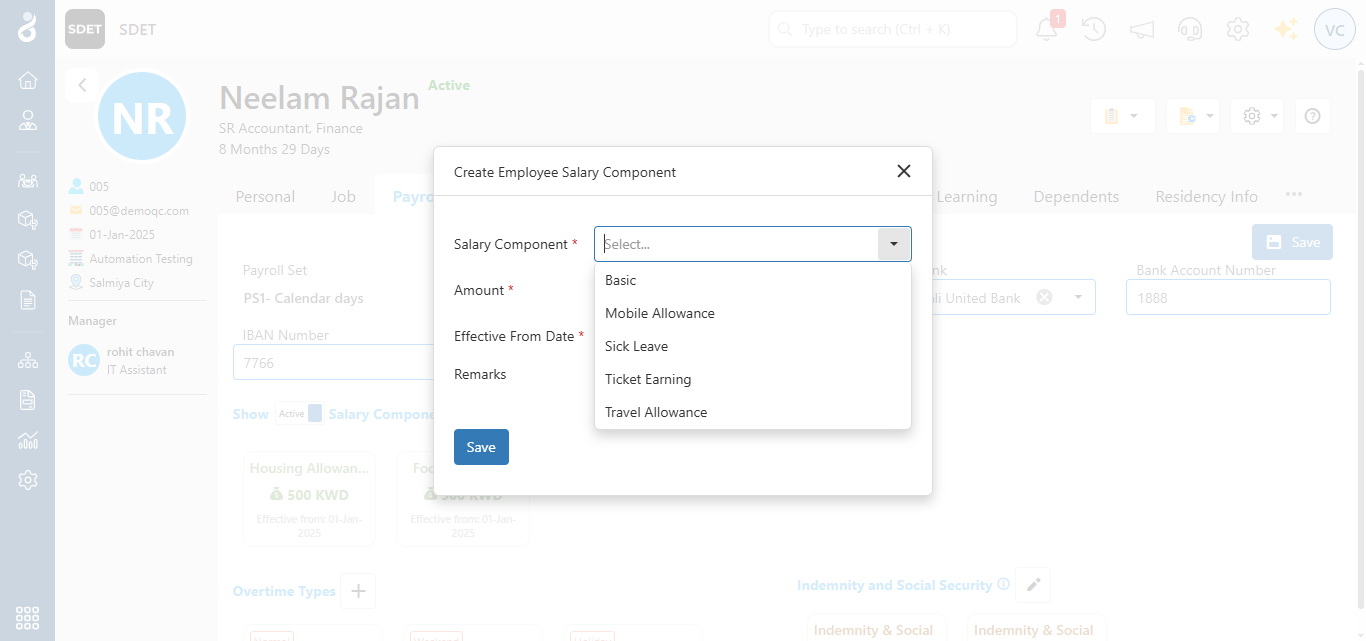 SDET SDET
Type to search (Ctrl + K)
1
VC
NR
Neelam Rajan
Active
SR Accountant, Finance
8 Months 29 Days
005
005@demoqc.com
01-Jan-2025
Automation Testing
Salmiya City
Manager
RC
rohit chavan
IT Assistant
Personal Job Payro Learning Dependents Residency Info
Save
Payroll Set
PS1- Calendar days
nk
li United Bank
Bank Account Number
1888
IBAN Number
7766
Show Active Salary Compone
Housing Allowan...
500 KWD
Effective from: 01-Jan-
2025
Foo
500 KWD
Effective from: 01-Jan-
2025
Overtime Types
Indemnity and Social Security
Normal Weekend Holiday
Indemnity & Social Indemnity & Social
Create Employee Salary Component
Salary Component *
Select...
Basic
Mobile Allowance
Sick Leave
Ticket Earning
Travel Allowance
Amount *
Effective From Date *
Remarks
Save